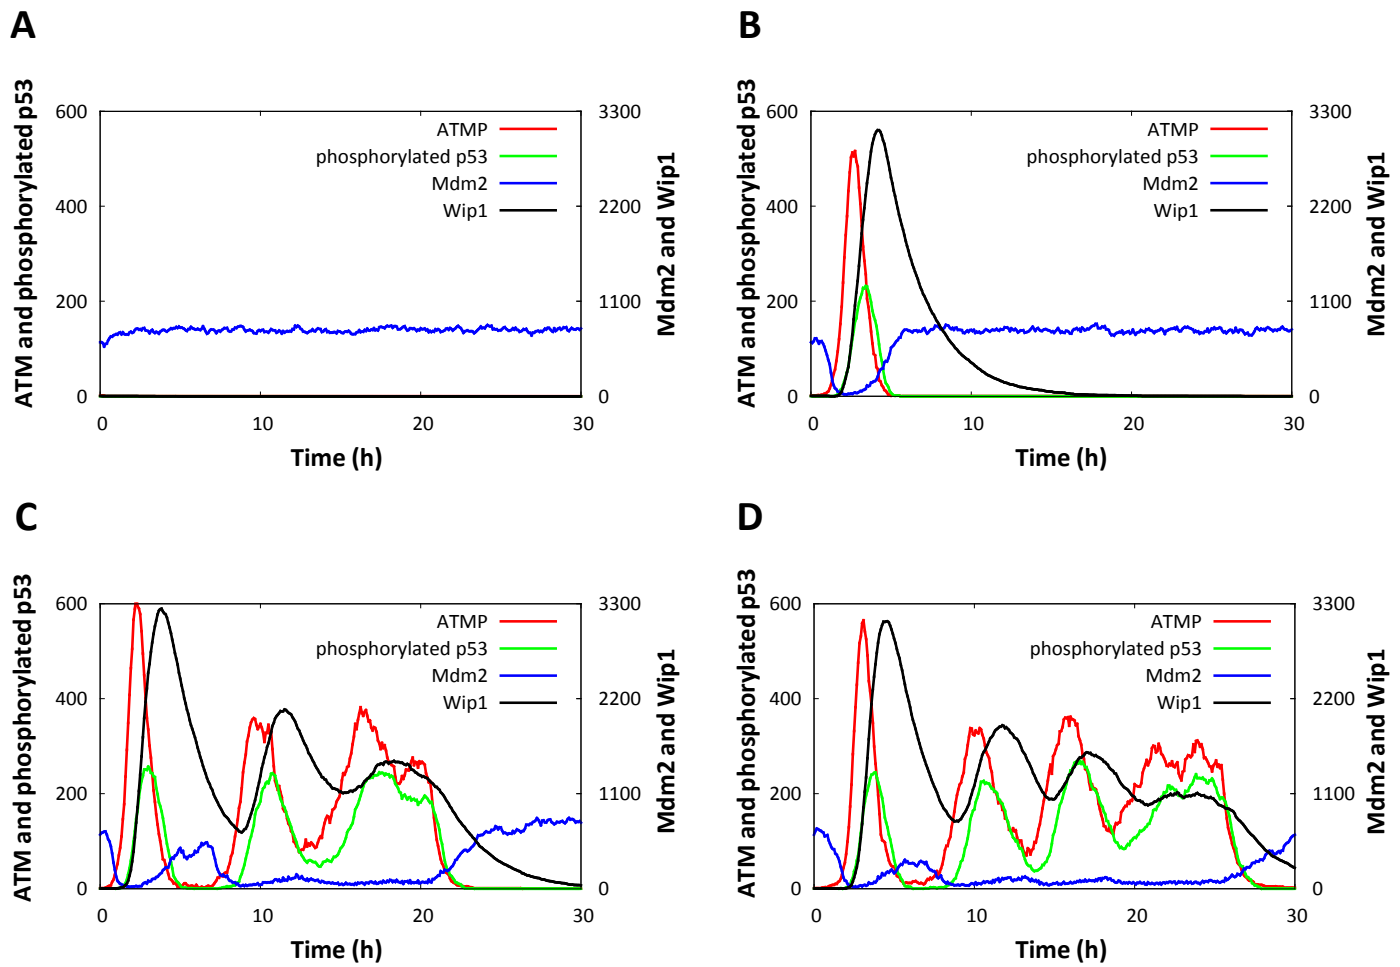 A
ATM and phosphorylated p53
600
400
200
0
ATMP
phosphorylated p53
Mdm2
Wip1
3300
2200
1100
0
Mdm2 and Wip1
0
10
20
30
Time (h)
B
ATM and phosphorylated p53
600
400
200
0
ATMP
phosphorylated p53
Mdm2
Wip1
3300
2200
1100
0
Mdm2 and Wip1
0
10
20
30
Time (h)
C
ATM and phosphorylated p53
600
400
200
0
ATMP
phosphorylated p53
Mdm2
Wip1
3300
2200
1100
0
Mdm2 and Wip1
0
10
20
30
Time (h)
D
ATM and phosphorylated p53
600
400
200
0
ATMP
phosphorylated p53
Mdm2
Wip1
3300
2200
1100
0
Mdm2 and Wip1
0
10
20
30
Time (h)